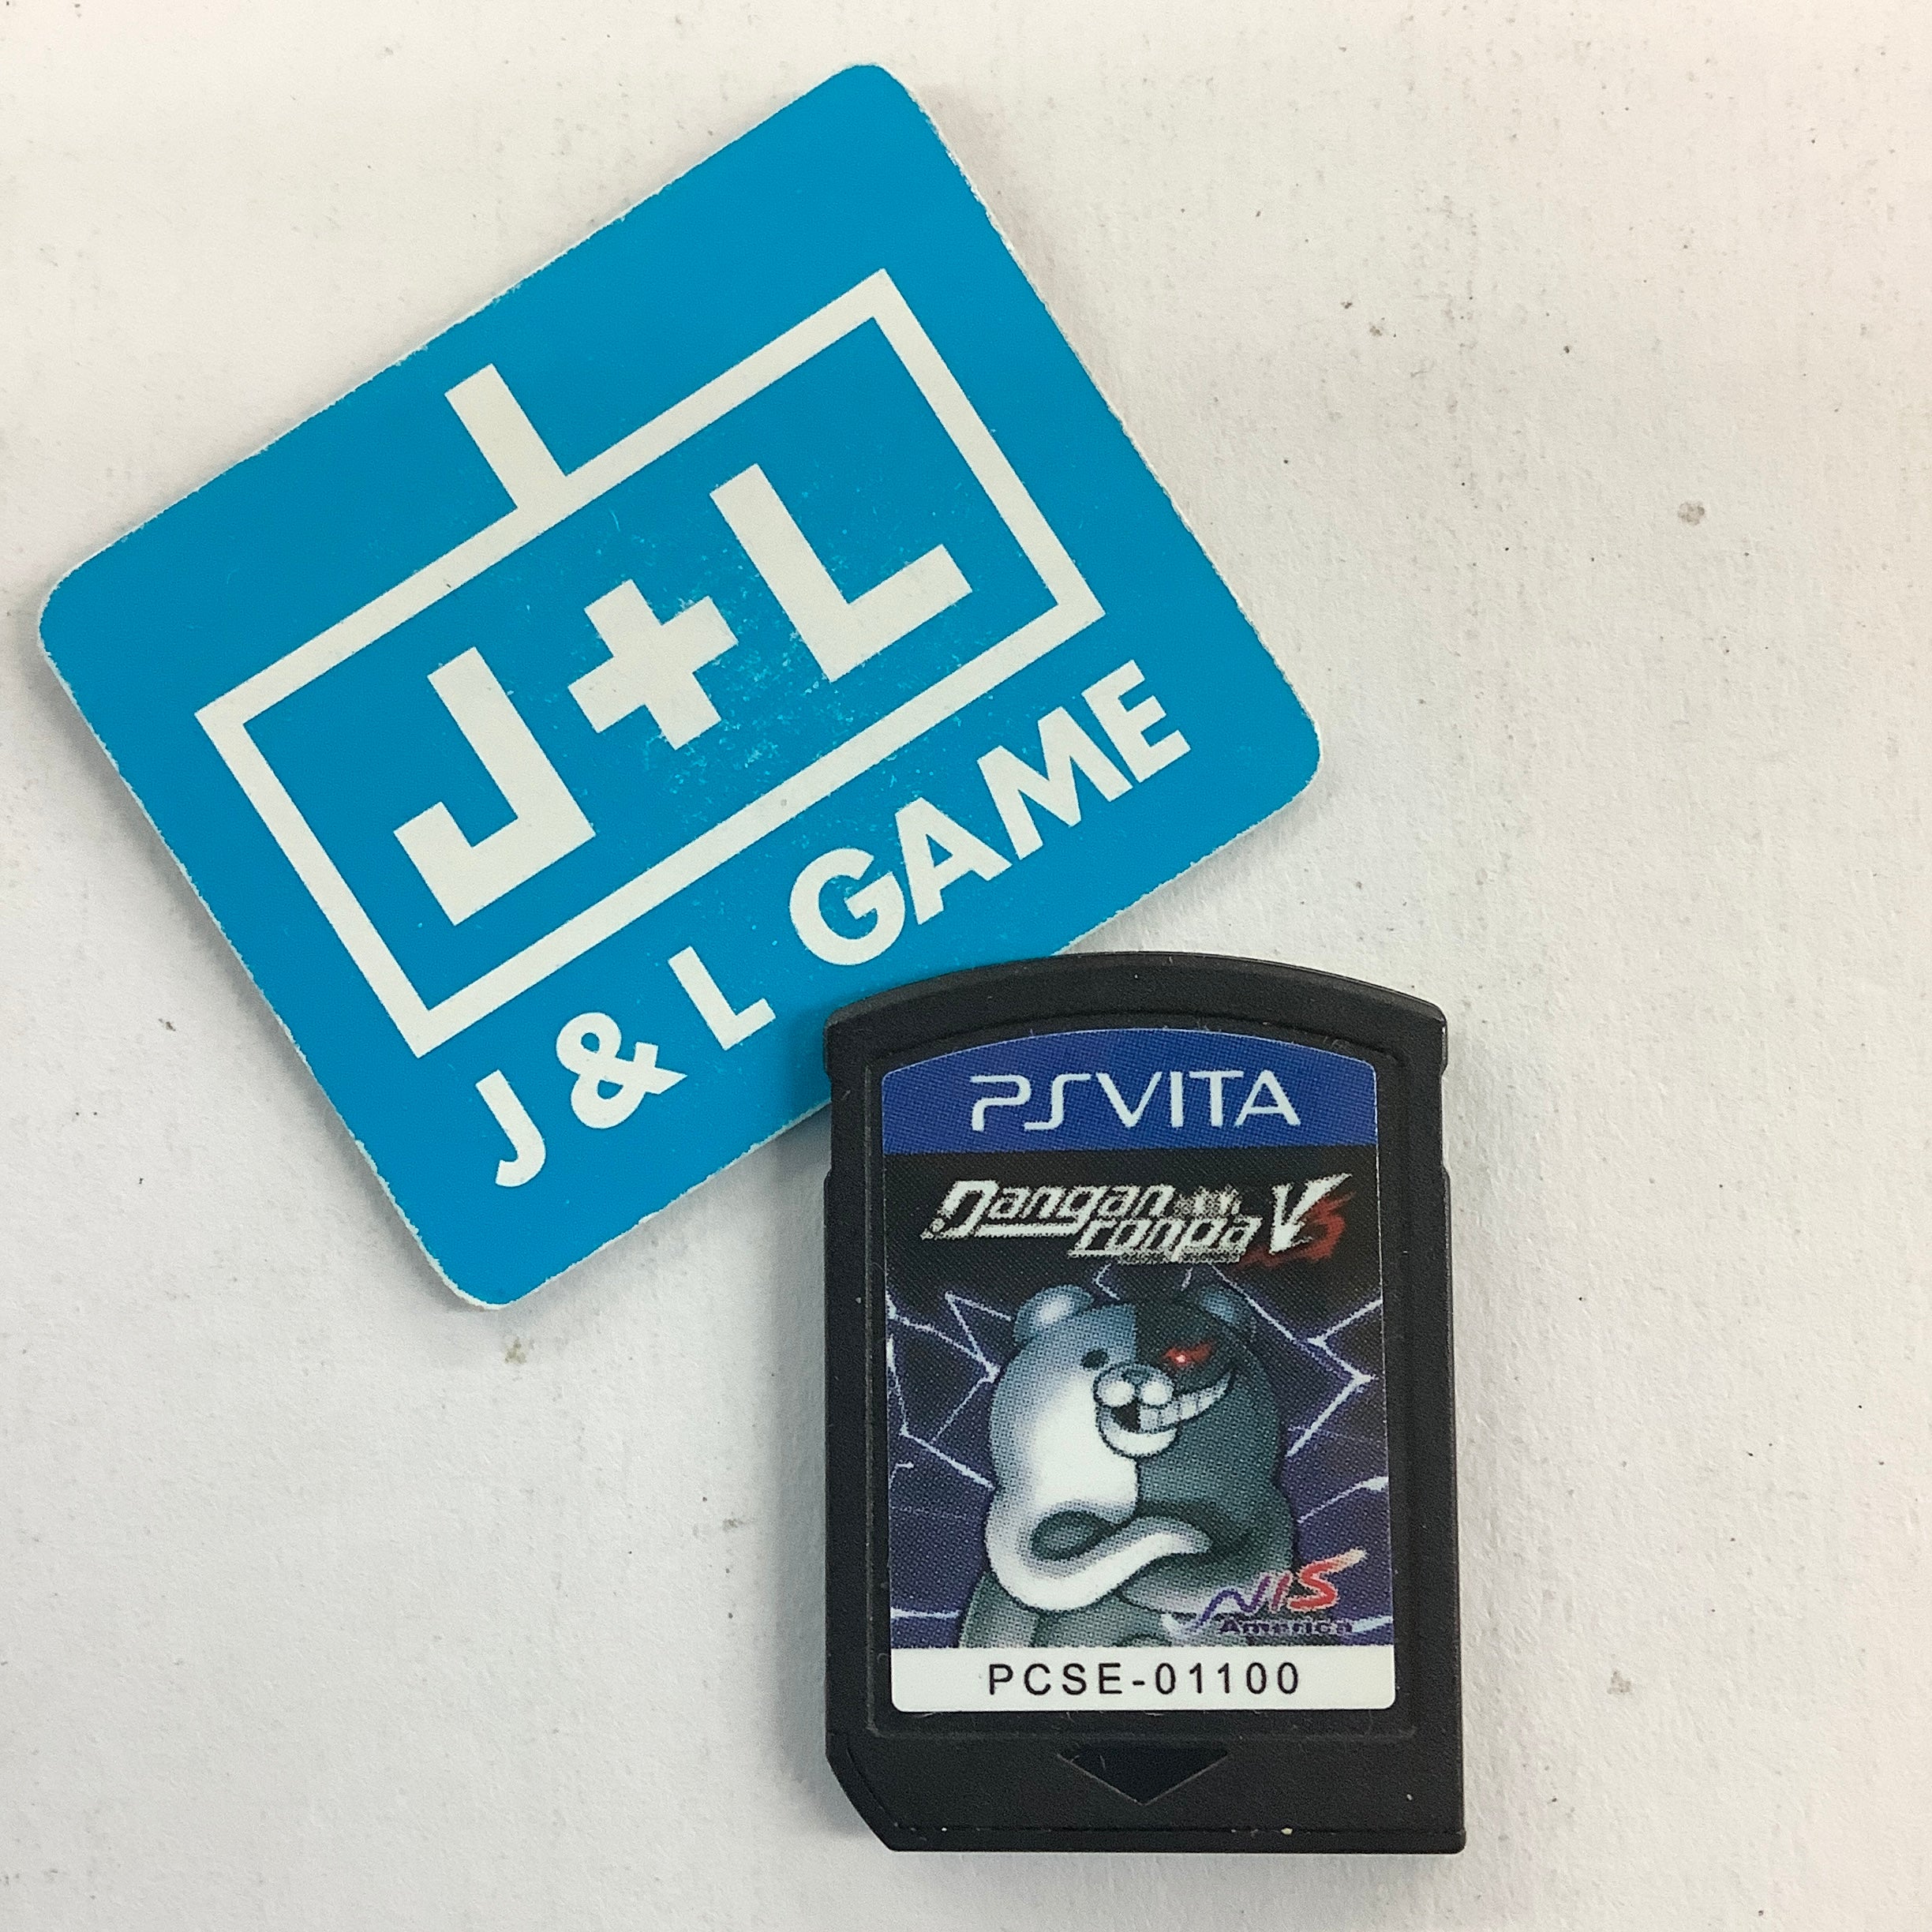 J+L
J & L GAME
PSVITA
Dangan
ronpa V3
NIS
America
PCSE-01100